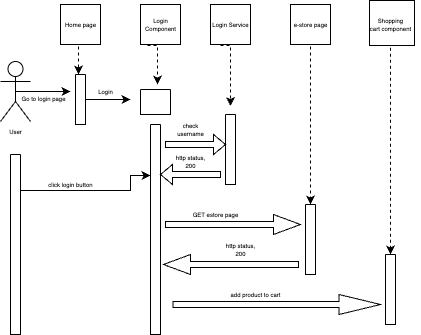 Home page
Login
Component
Login Service
e-store page
Shopping
cart component
Go to login page
Login
User
check
username
http status,
200
click login button
GET estore page
http status,
200
add product to cart